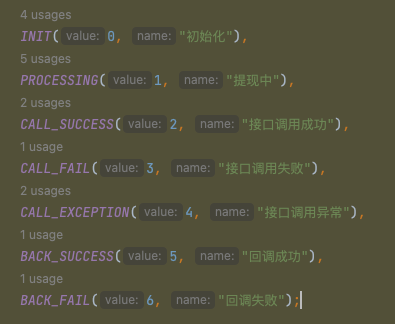 4 usages
INIT( value: 0, name: "初始化"),
5 usages
PROCESSING( value: 1, name: "提现中"),
2 usages
CALL_SUCCESS( value: 2, name: "接口调用成功"),
1 usage
CALL_FAIL( value: 3, name: "接口调用失败"),
2 usages
CALL_EXCEPTION( value: 4, name: "接口调用异常"),
1 usage
BACK_SUCCESS( value: 5, name: "回调成功"),
1 usage
BACK_FAIL( value: 6, name: "回调失败");